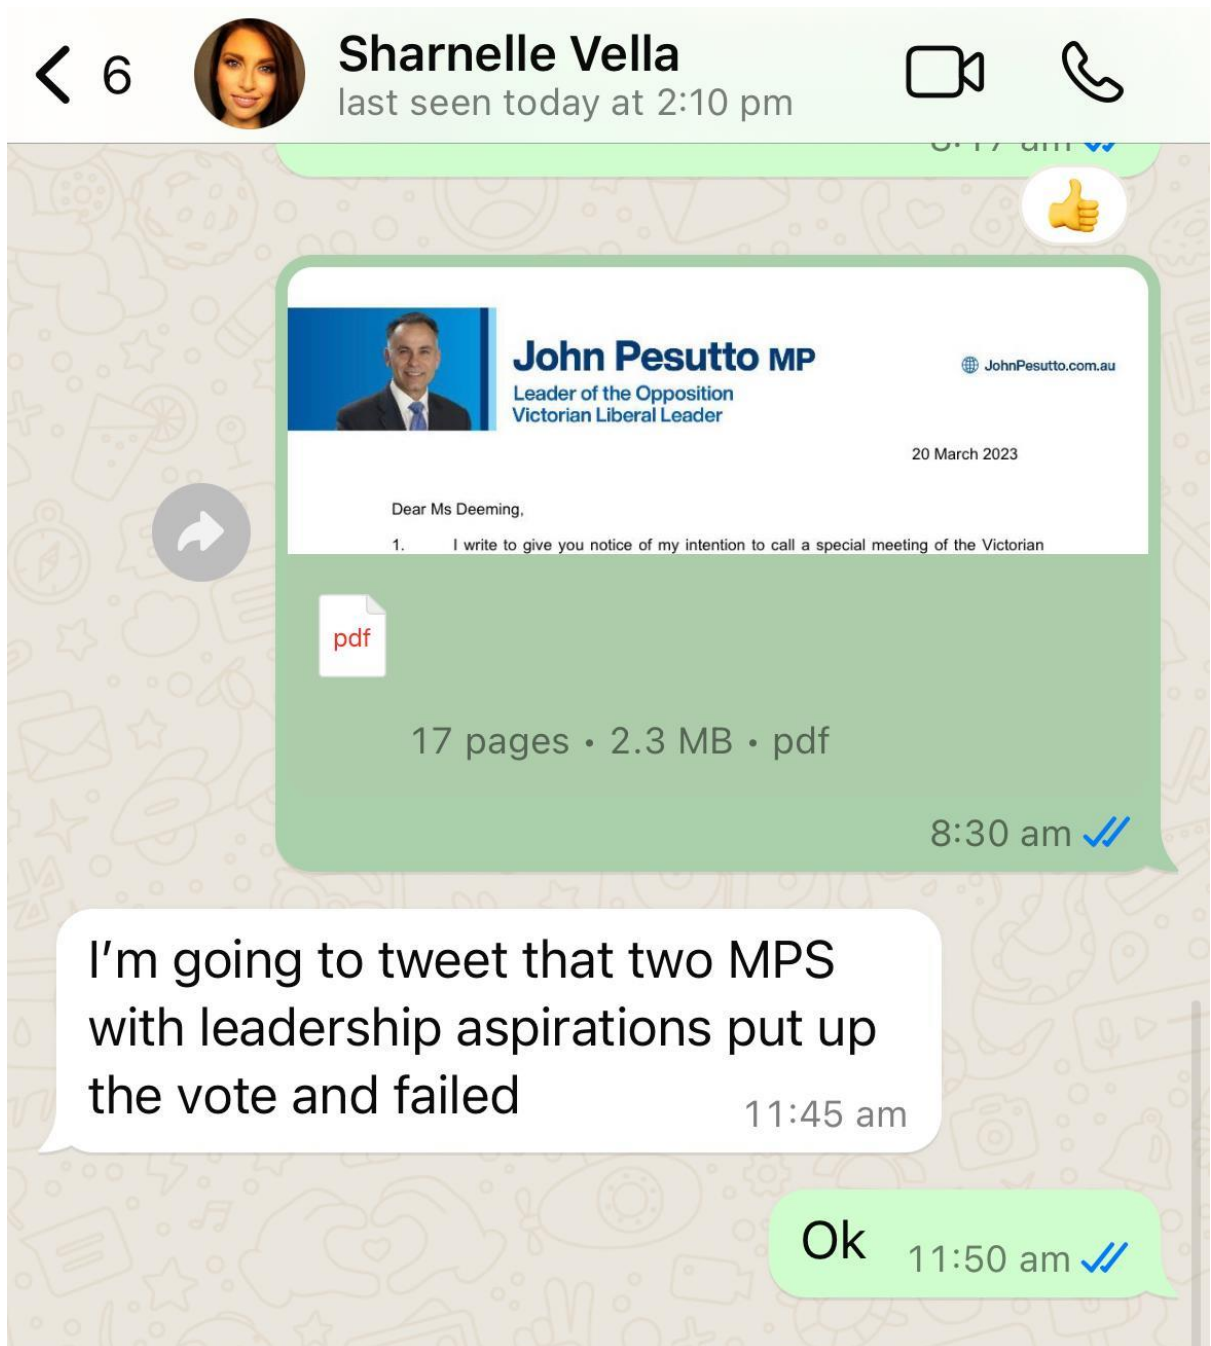 6
Sharnelle Vella
last seen today at 2:10 pm
am
John Pesutto MP
JohnPesutto.com.au
Leader of the Opposition
Victorian Liberal Leader
20 March 2023
Dear Ms Deeming,
1. I write to give you notice of my intention to call a special meeting of the Victorian
pdf
17 pages • 2.3 MB • pdf
8:30 am
I'm going to tweet that two MPS
with leadership aspirations put up
the vote and failed
11:45 am
Ok
11:50 am